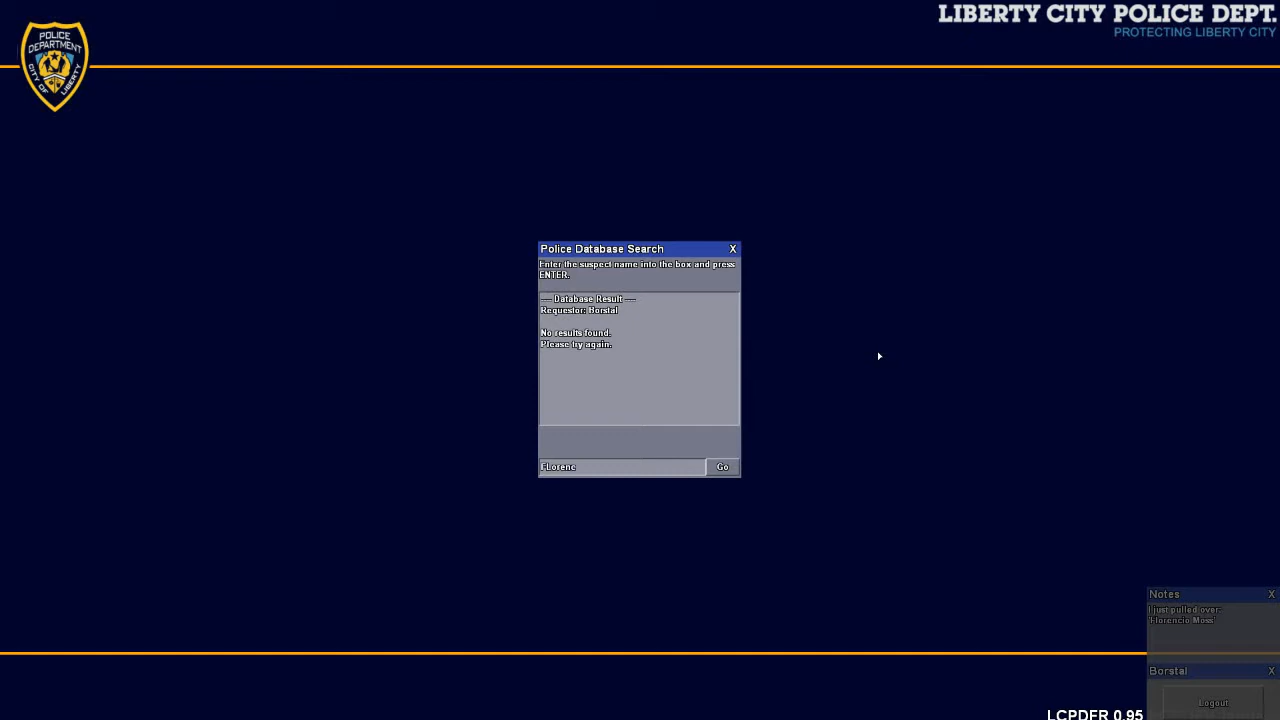 LIBERTY CITY POLICE DEPT.
PROTECTING LIBERTY CITY
POLICE
DEPARTMENT
CITY OF LIBERTY
Police Database Search X
Enter the suspect name into the box and press
ENTER.
--- Database Result ---
Requestor: Borstal
No results found.
Please try again.
FLorenc Go
Notes X
I just pulled over:
'Florencio Moss'
Borstal X
Logout
LCPDFR 0.95